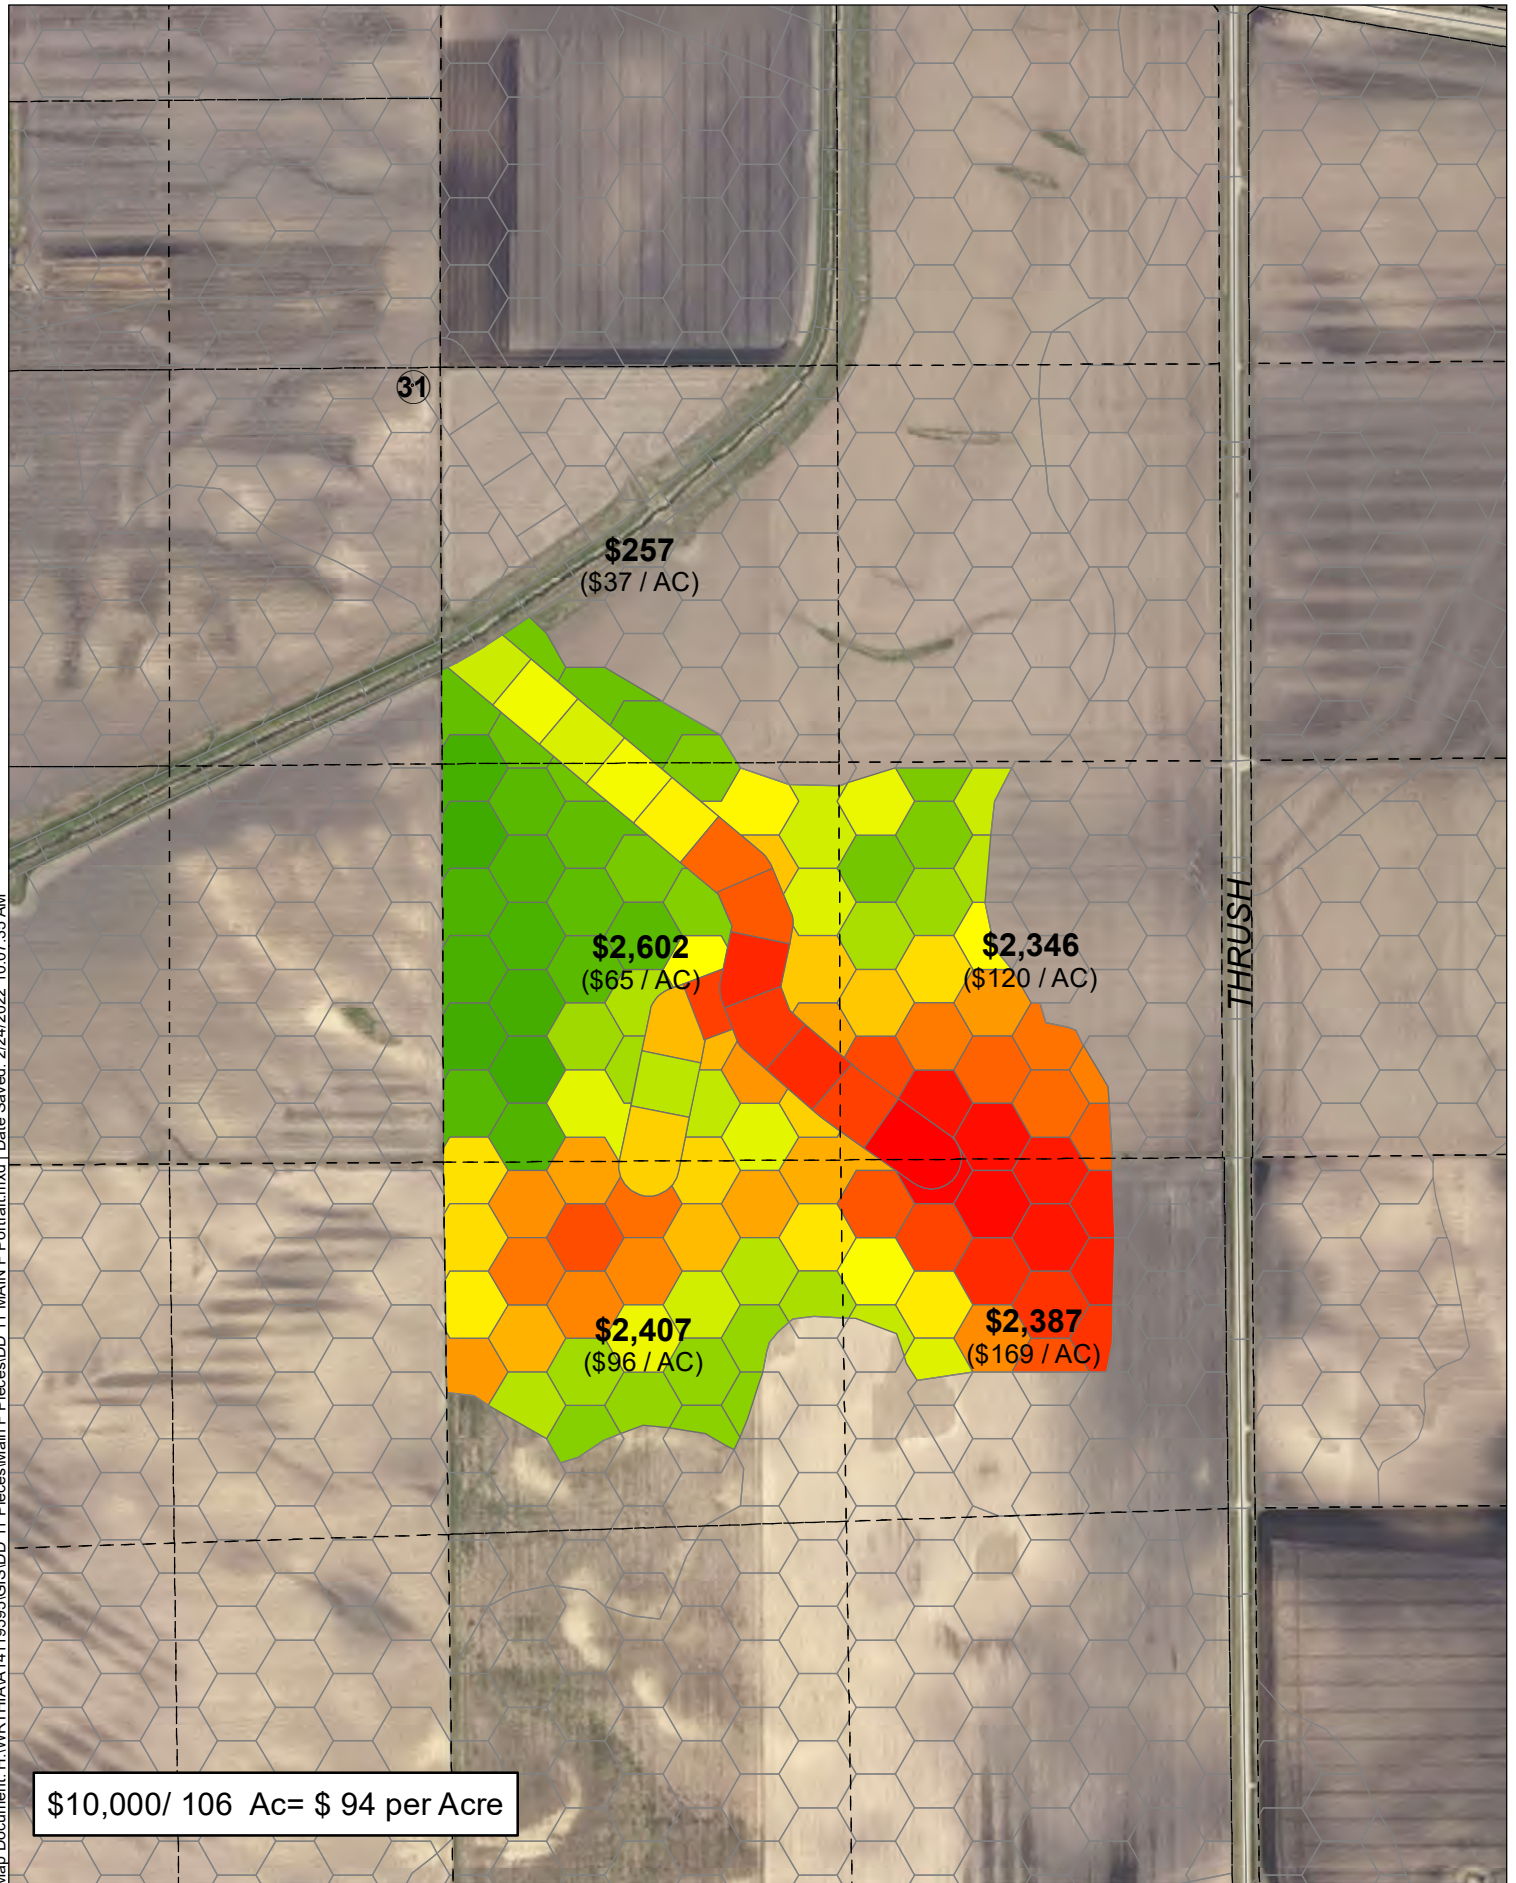 31
$257
($37 / AC)
$2,602
($65 / AC)
$2,346
($120 / AC)
THRUSH
$2,407
($96 / AC)
$2,387
($169 / AC)
$10,000/ 106 Ac= $ 94 per Acre